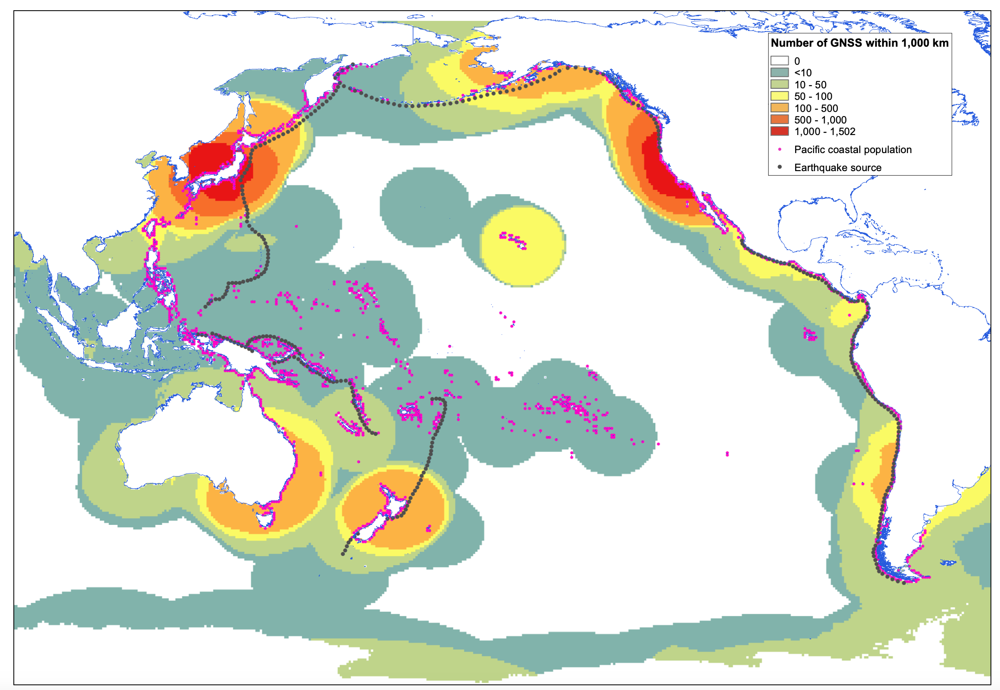 Number of GNSS within 1,000 km
0
<10
10 - 50
50 - 100
100 - 500
500 - 1,000
1,000 - 1,502
Pacific coastal population
Earthquake source